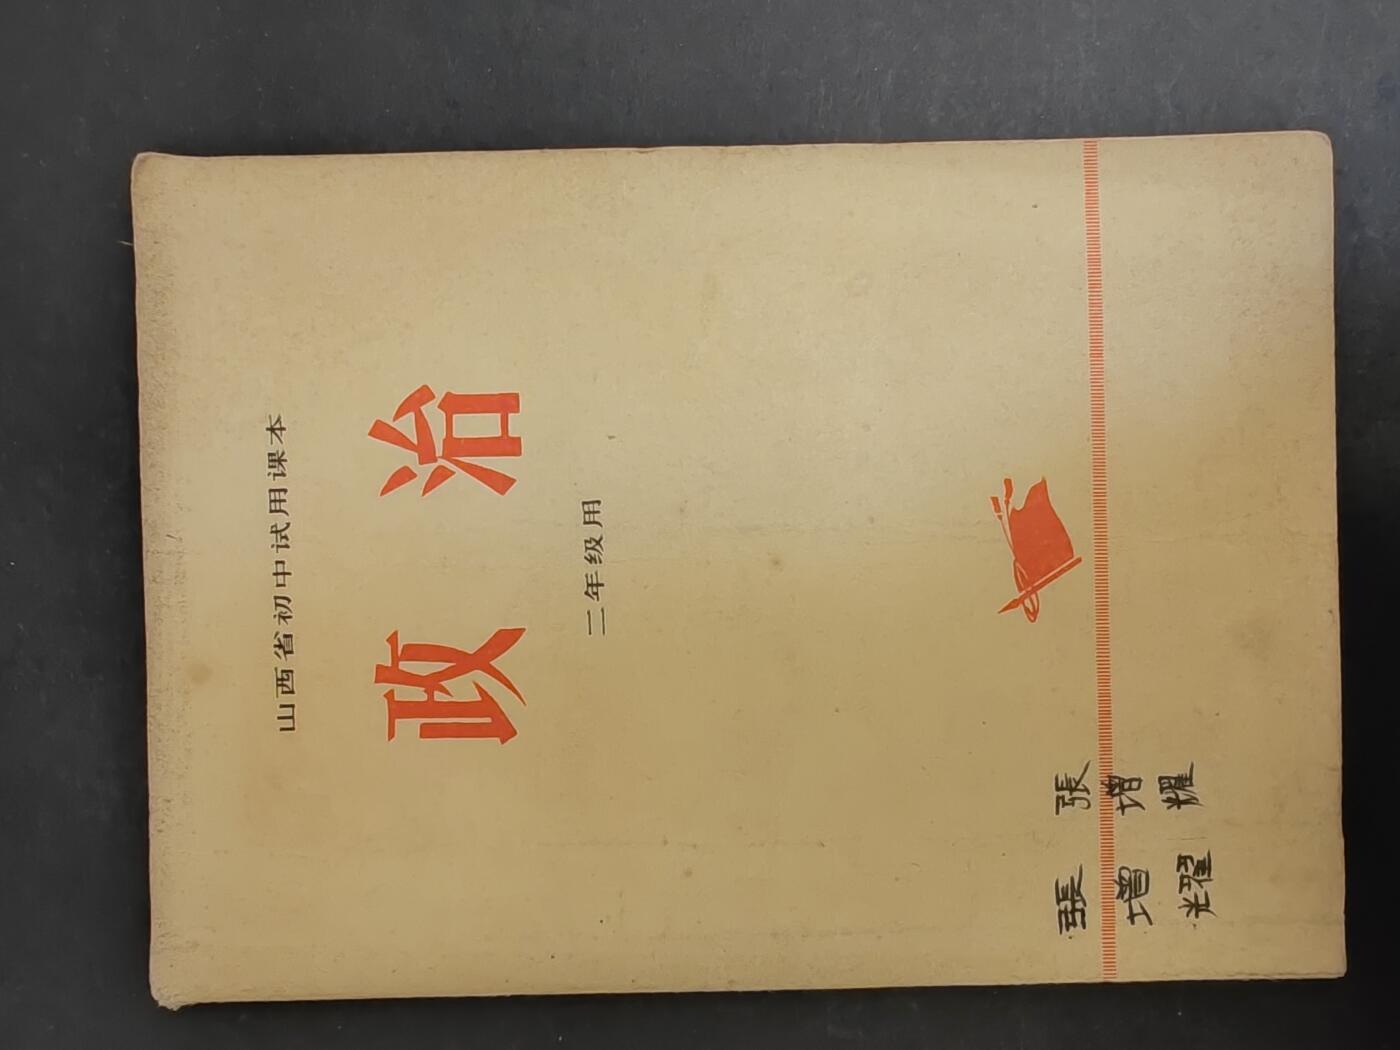 山西省初中试用课本
政治
二年级用
張增耀
張增耀